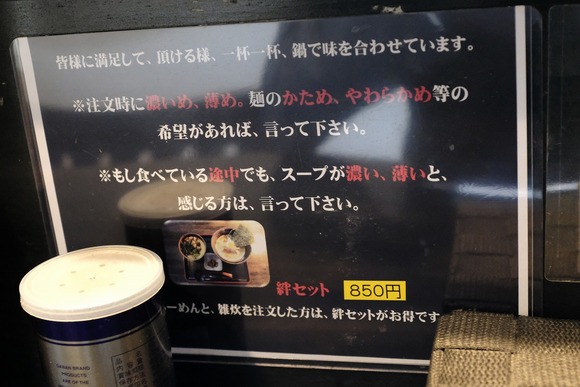 皆様に満足して、頂ける様、一杯一杯、鍋で味を合わせています。
※注文時に濃いめ、薄め。麺のかため、やわらかめ等の
希望があれば、言って下さい。
※もし食べている途中でも、スープが濃い、薄いと、
感じる方は、言って下さい。
絆セット 850円
ーめんと、雑炊を注文した方は、絆セットがお得です
GABAN BRAND
PRODUCTS
ARE OF THE